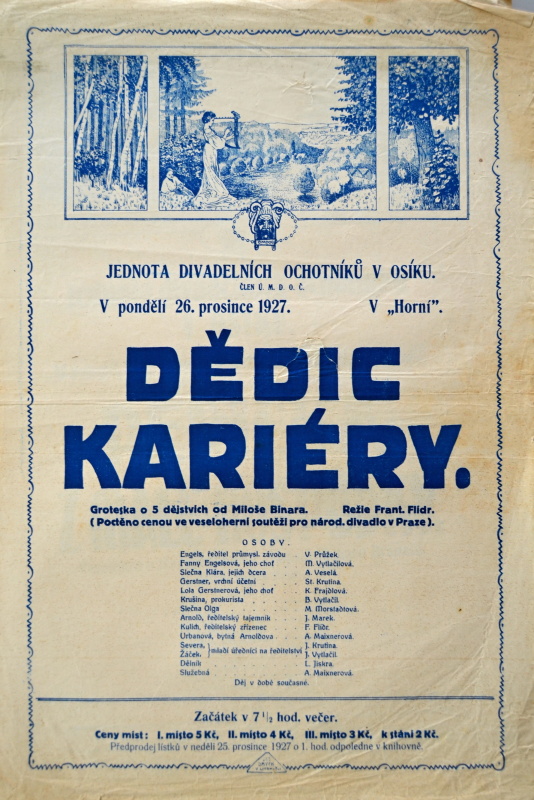 JEDNOTA DIVADELNÍCH OCHOTNÍKŮ V OSÍKU.
ČLEN Ú. M. D. O. Č.
V pondělí 26. prosince 1927. V „Horní".
DĚDIC
KARIÉRY.
Groteska o 5 dějstvích od Miloše Binara. Režie Frant. Flídr.
(Poctěno cenou ve veseloherní soutěži pro národ. divadlo v Praze).
OSOBY.
Engels, ředitel průmysl. závodu . . V. Průžek.
Fanny Engelsová, jeho choť . . . M. Vytlačilová.
Slečna Klára, jejich dcera . . . A. Veselá.
Gerstner, vrchní účetní . . . St. Krutina.
Lola Gerstnerová, jeho choť . . . K. Frajdlová.
Krušina, prokurista . . . B. Vytlačil.
Slečna Olga . . . M. Morstadtová.
Arnold, ředitelský tajemník . . . J. Marek.
Kulich, ředitelský zřízenec . . . F. Flídr.
Urbanová, bytná Arnoldova . . . A. Maixnerová.
Severa, } mladí úředníci na ředitelství { J. Krutina.
Žáček, J. Vytlačil.
Dělník . . . L. Jiskra.
Služebná . . . A. Maixnerová.
Děj v době současné.
Začátek v 7 1/2 hod. večer.
Ceny míst: I. místo 5 Kč, II. místo 4 Kč, III. místo 3 Kč, k stání 2 Kč.
Předprodej lístků v neděli 25. prosince 1927 o 1. hod. odpoledne v knihovně.